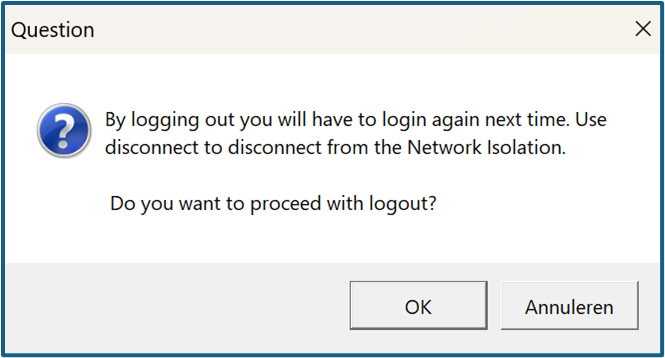 Question
By logging out you will have to login again next time. Use
disconnect to disconnect from the Network Isolation.
Do you want to proceed with logout?
OK
Annuleren